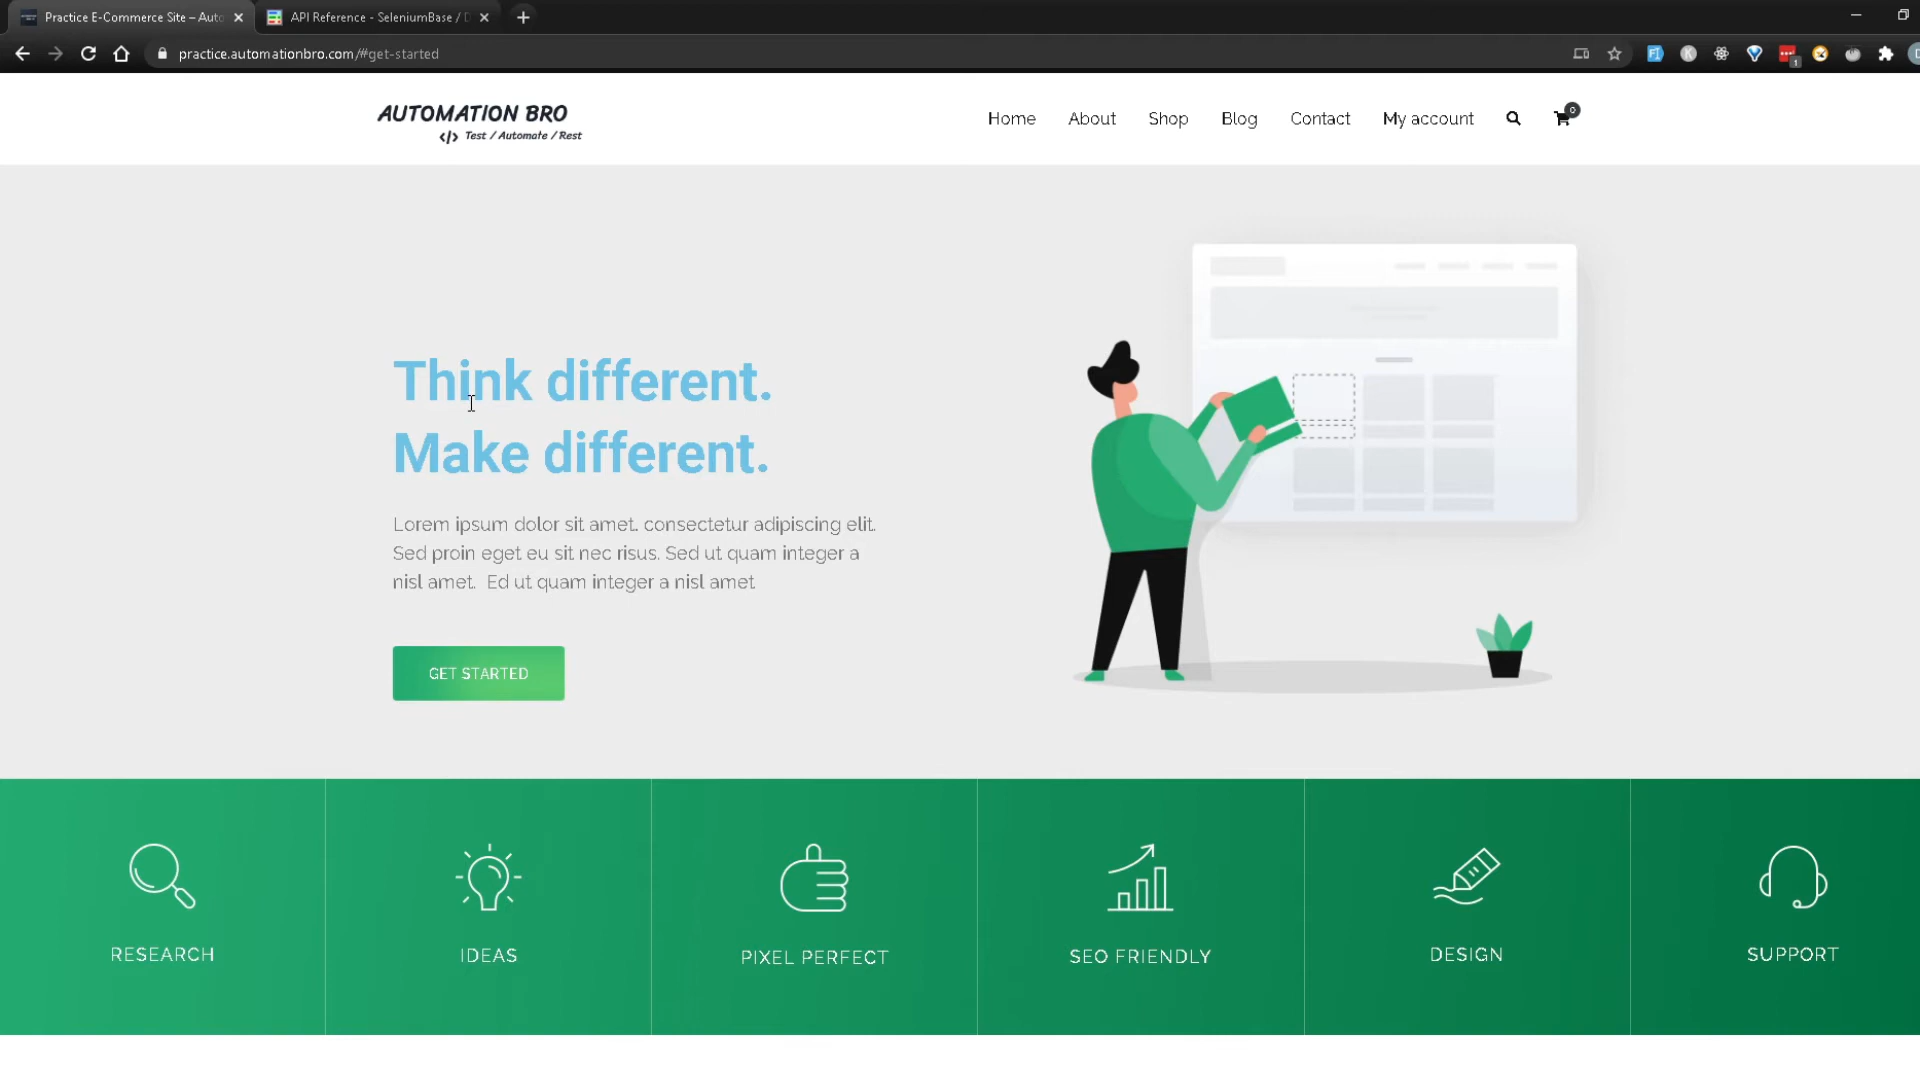 Practice E-Commerce Site – Auto
API Reference - SeleniumBase / D
practice.automationbro.com/#get-started
1
AUTOMATION BRO
</> Test / Automate / Rest
Home
About
Shop
Blog
Contact
My account
0
Think different.
Make different.
Lorem ipsum dolor sit amet. consectetur adipiscing elit.
Sed proin eget eu sit nec risus. Sed ut quam integer a
nisl amet.  Ed ut quam integer a nisl amet
GET STARTED
RESEARCH
IDEAS
PIXEL PERFECT
SEO FRIENDLY
DESIGN
SUPPORT